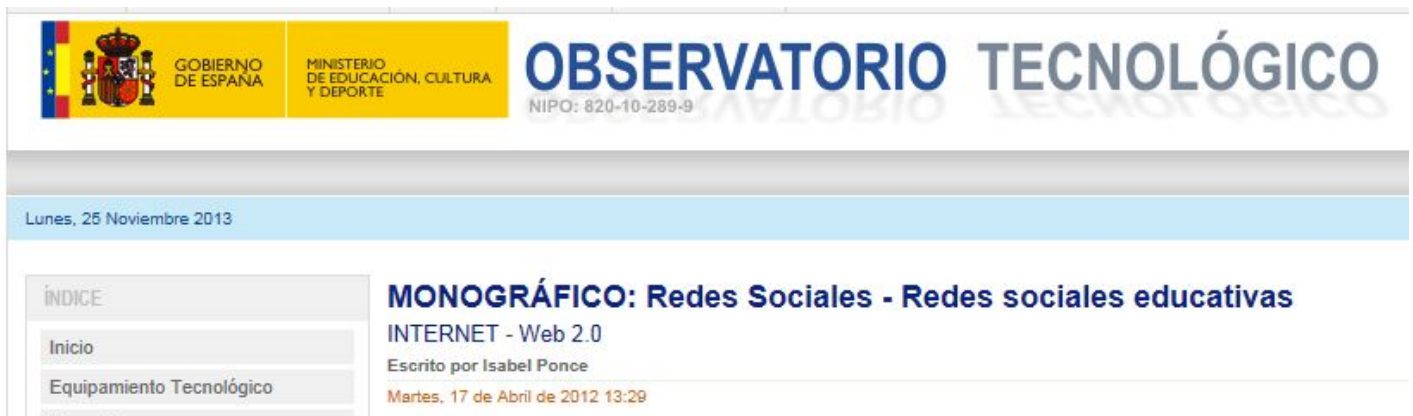 GOBIERNO
DE ESPAÑA
MINISTERIO
DE EDUCACIÓN, CULTURA
Y DEPORTE
OBSERVATORIO TECNOLÓGICO
NIPO: 820-10-289-9
Lunes, 25 Noviembre 2013
ÍNDICE
Inicio
Equipamiento Tecnológico
MONOGRÁFICO: Redes Sociales - Redes sociales educativas
INTERNET - Web 2.0
Escrito por Isabel Ponce
Martes, 17 de Abril de 2012 13:29